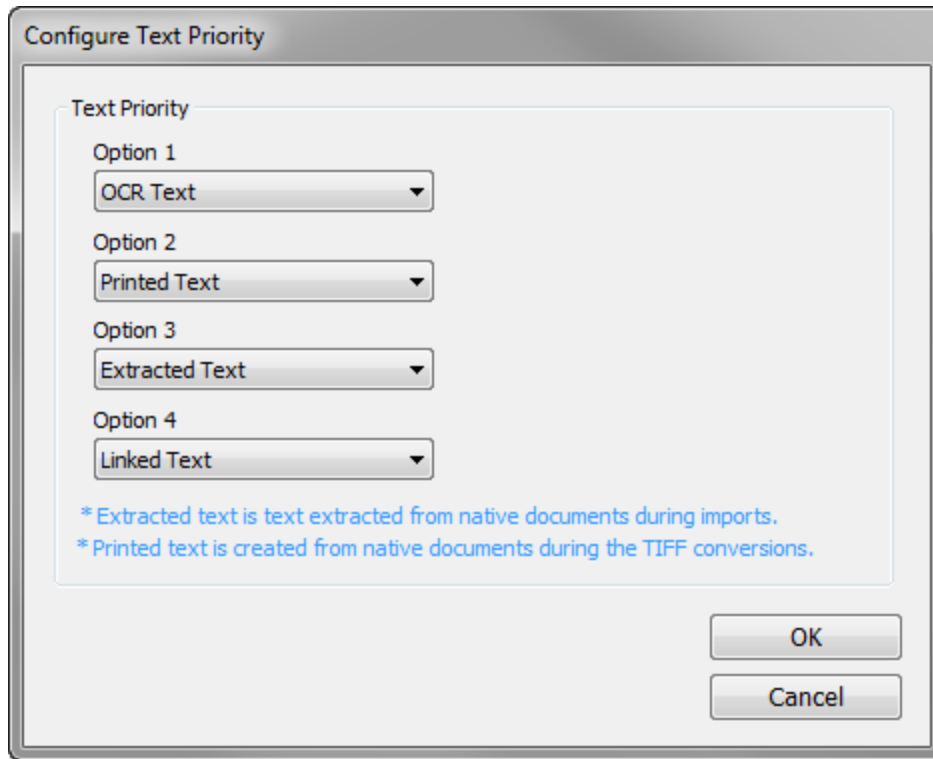 Configure Text Priority
Text Priority
Option 1
OCR Text
Option 2
Printed Text
Option 3
Extracted Text
Option 4
Linked Text
* Extracted text is text extracted from native documents during imports.
* Printed text is created from native documents during the TIFF conversions.
OK
Cancel